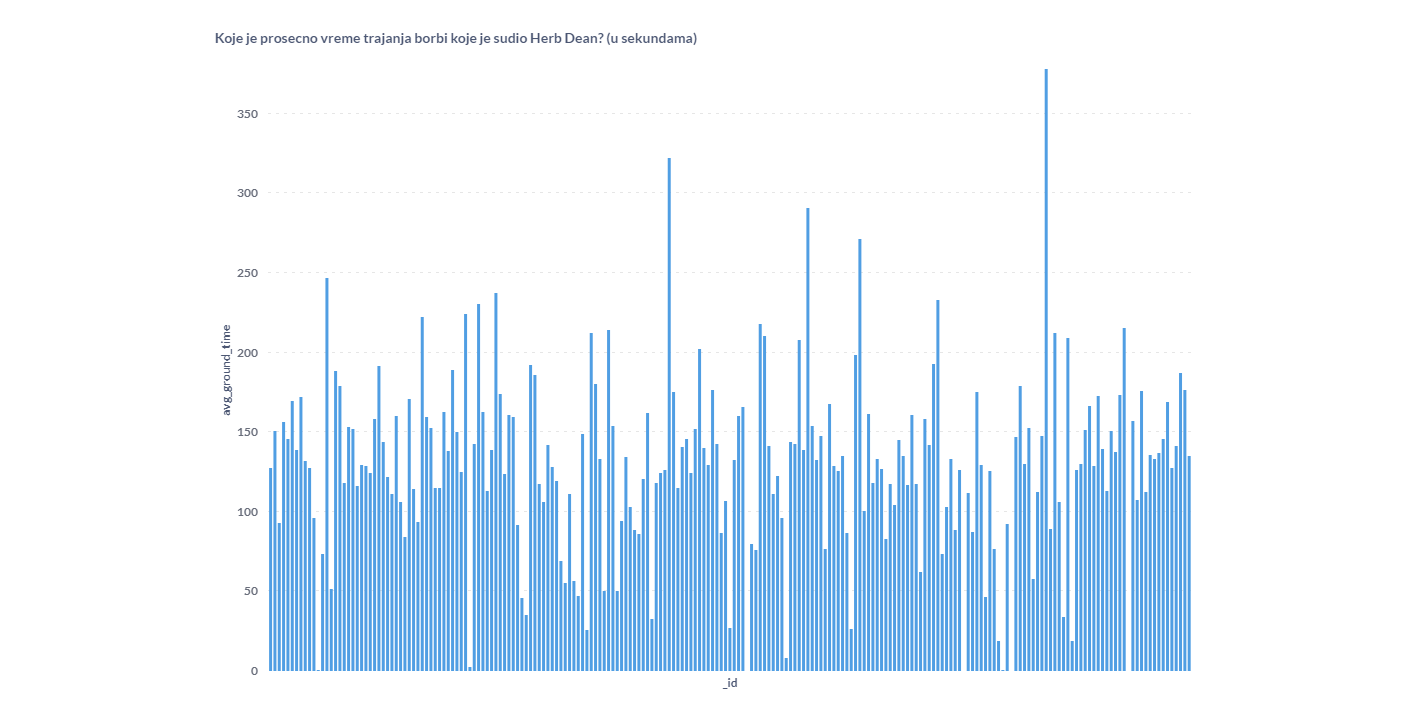 Koje je prosecno vreme trajanja borbi koje je sudio Herb Dean? (u sekundama)
350
300
250
200
150
100
50
0
avg_ground_time
_id